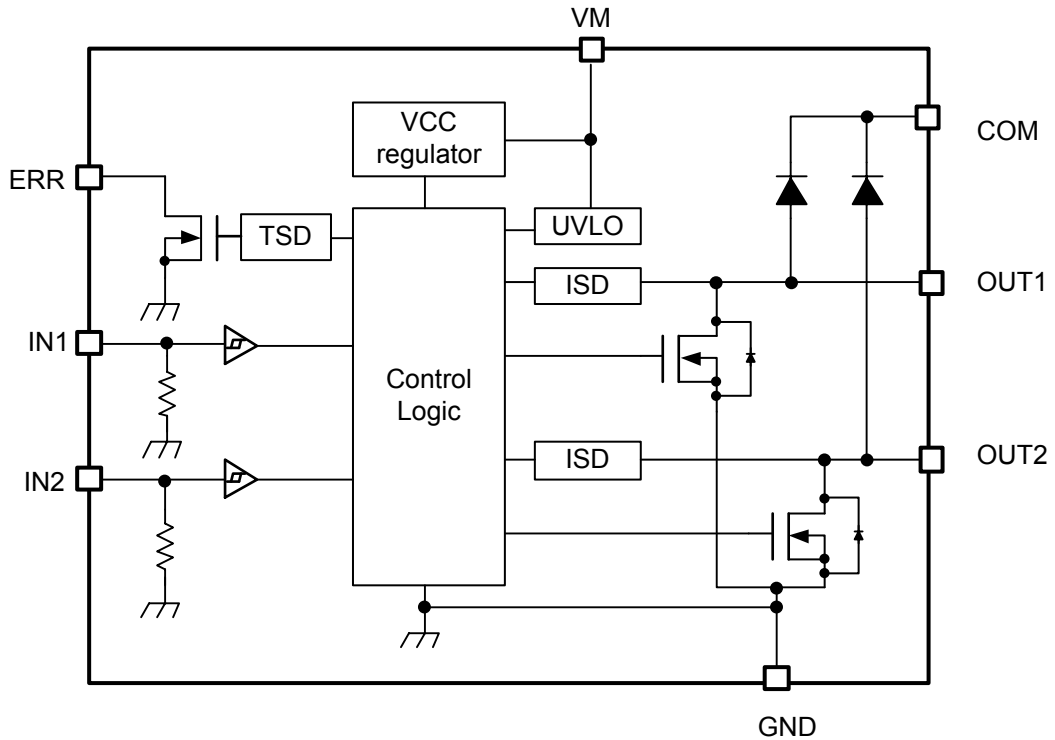 VM
VCC
regulator
COM
ERR
TSD
UVLO
ISD
OUT1
IN1
Control
Logic
ISD
OUT2
IN2
GND